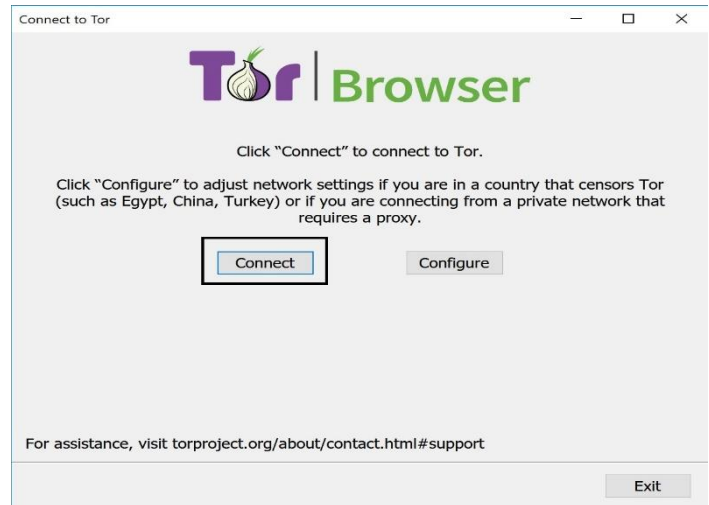 Connect to Tor
Tor Browser
Click “Connect” to connect to Tor.
Click “Configure” to adjust network settings if you are in a country that censors Tor
(such as Egypt, China, Turkey) or if you are connecting from a private network that
requires a proxy.
Connect Configure
For assistance, visit torproject.org/about/contact.html#support
Exit